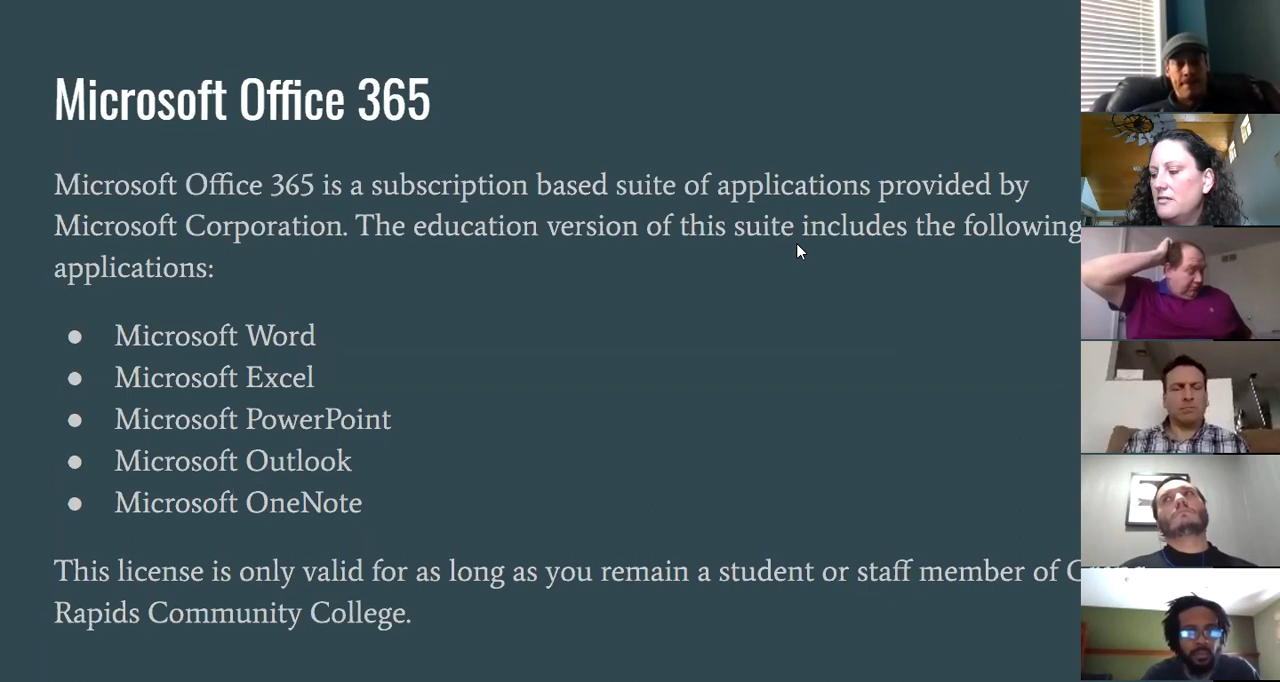 Microsoft Office 365
Microsoft Office 365 is a subscription based suite of applications provided by
Microsoft Corporation. The education version of this suite includes the following
applications:
● Microsoft Word
● Microsoft Excel
● Microsoft PowerPoint
● Microsoft Outlook
● Microsoft OneNote
This license is only valid for as long as you remain a student or staff member of
Rapids Community College.